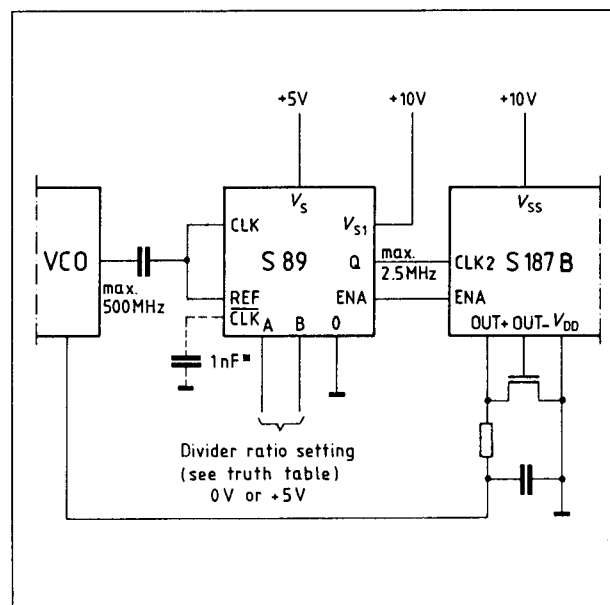 +5V
+10V
+10V
VS
VS1
VSS
CLK
VCO
S 89
Q
max.
2.5MHz
CLK2
S 187 B
max.
500MHz
REF
CLK
ENA
ENA
A
B
0
OUT+ OUT- VDD
1nF*
Divider ratio setting
(see truth table)
0V or +5V